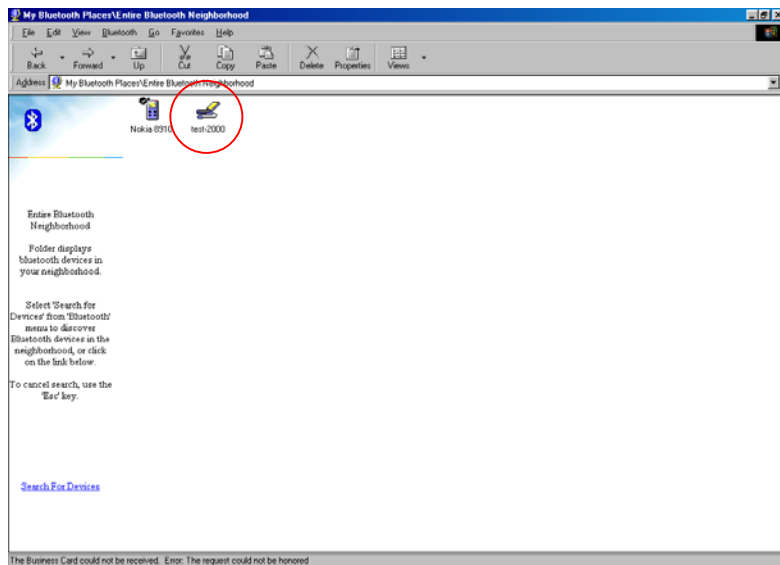 My Bluetooth Places\Entire Bluetooth Neighborhood
File Edit View Bluetooth Go Favorites Help
Back Forward Up Cut Copy Paste Delete Properties Views
Address My Bluetooth Places\Entire Bluetooth Neighborhood
Nokia 8910 test-2000
Entire Bluetooth
Neighborhood
Folder displays
bluetooth devices in
your neighborhood.
Select 'Search for
Devices' from 'Bluetooth'
menu to discover
Bluetooth devices in the
neighborhood, or click
on the link below.
To cancel search, use the
'Esc' key.
Search For Devices
The Business Card could not be received. Error: The request could not be honored